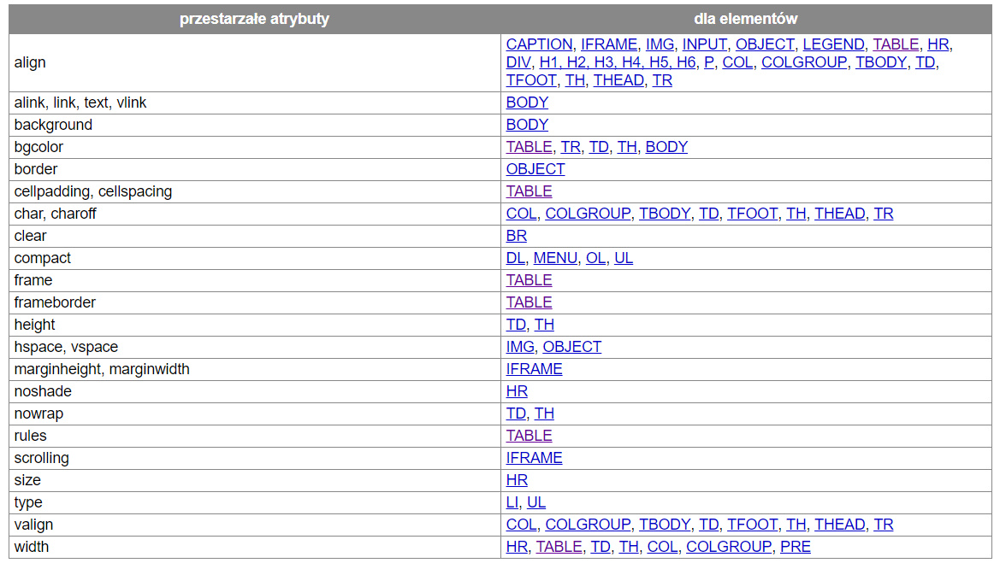 przestarzałe atrybuty dla elementów
align CAPTION, IFRAME, IMG, INPUT, OBJECT, LEGEND, TABLE, HR,
DIV, H1, H2, H3, H4, H5, H6, P, COL, COLGROUP, TBODY, TD,
TFOOT, TH, THEAD, TR
alink, link, text, vlink BODY
background BODY
bgcolor TABLE, TR, TD, TH, BODY
border OBJECT
cellpadding, cellspacing TABLE
char, charoff COL, COLGROUP, TBODY, TD, TFOOT, TH, THEAD, TR
clear BR
compact DL, MENU, OL, UL
frame TABLE
frameborder TABLE
height TD, TH
hspace, vspace IMG, OBJECT
marginheight, marginwidth IFRAME
noshade HR
nowrap TD, TH
rules TABLE
scrolling IFRAME
size HR
type LI, UL
valign COL, COLGROUP, TBODY, TD, TFOOT, TH, THEAD, TR
width HR, TABLE, TD, TH, COL, COLGROUP, PRE